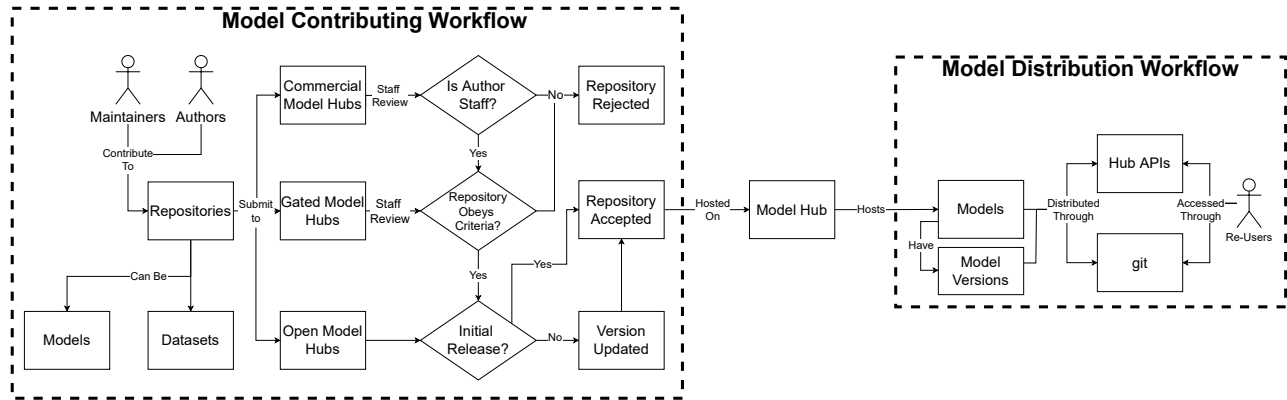 Model Contributing Workflow
Maintainers
Authors
Contribute
To
Repositories
Can Be
Models
Datasets
Submit
to
Commercial
Model Hubs
Staff
Review
Is Author
Staff?
No
Repository
Rejected
Yes
Gated Model
Hubs
Staff
Review
Repository
Obeys
Criteria?
Repository
Accepted
Yes
Yes
Open Model
Hubs
Initial
Release?
No
Version
Updated
Hosted
On
Model Hub
Hosts
Model Distribution Workflow
Models
Have
Model
Versions
Distributed
Through
Hub APIs
git
Accessed
Through
Re-Users